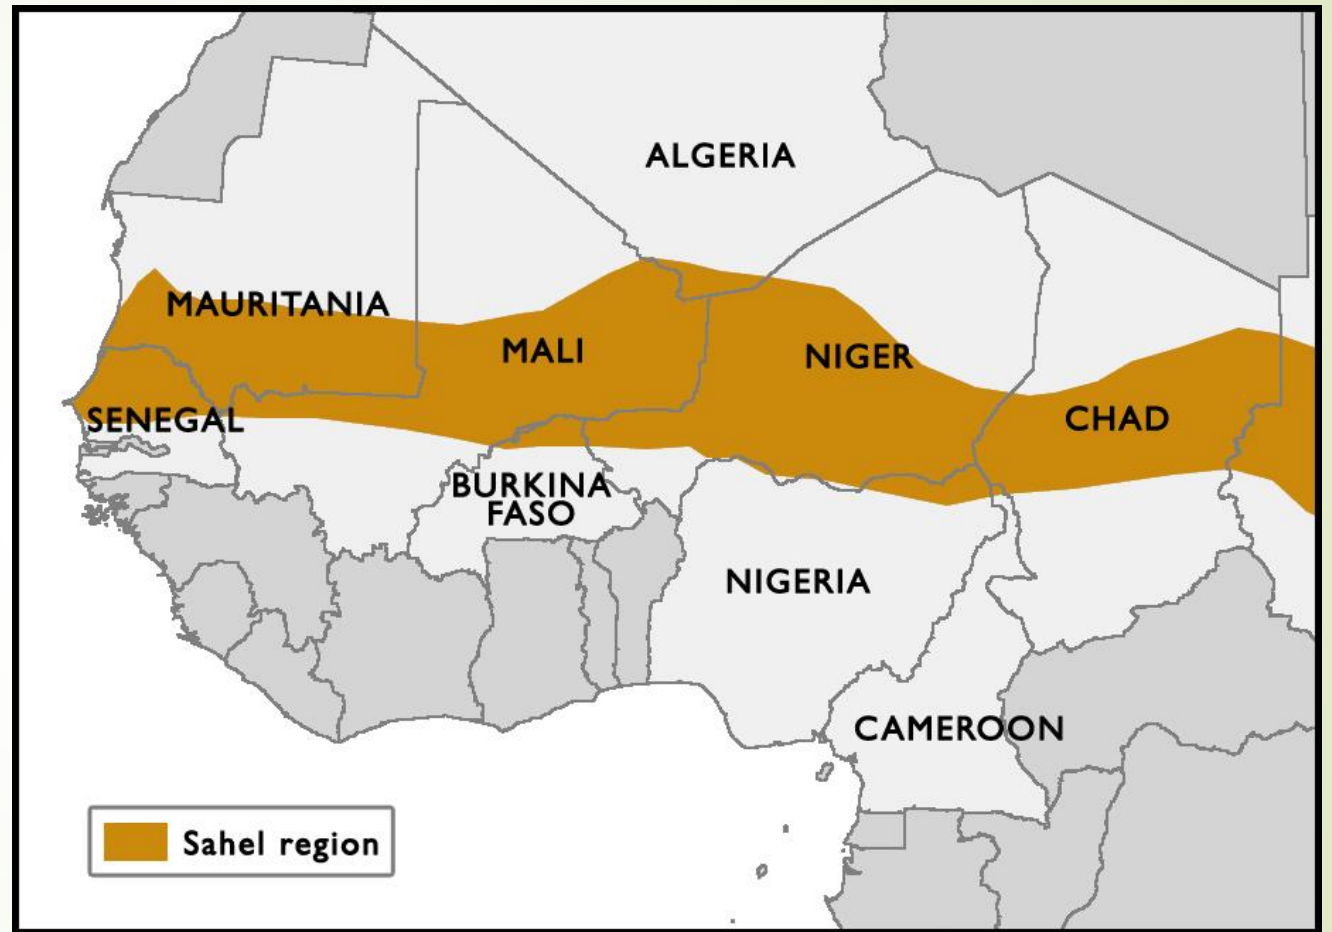 ALGERIA
MAURITANIA
MALI
NIGER
CHAD
SENEGAL
BURKINA
FASO
NIGERIA
CAMEROON
Sahel region